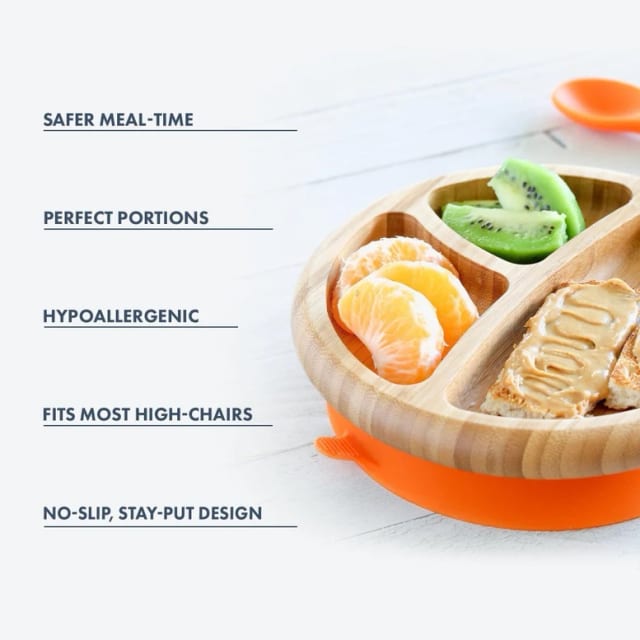 SAFER MEAL-TIME
PERFECT PORTIONS
HYPOALLERGENIC
FITS MOST HIGH-CHAIRS
NO-SLIP, STAY-PUT DESIGN